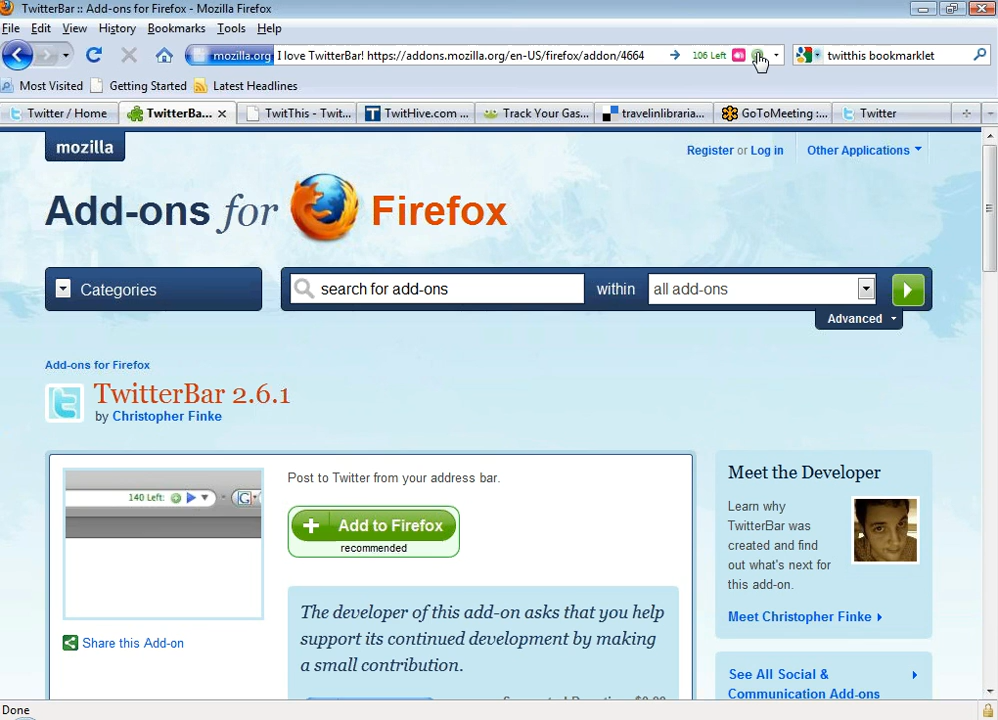 TwitterBar :: Add-ons for Firefox - Mozilla Firefox
File Edit View History Bookmarks Tools Help
mozilla.org I love TwitterBar! https://addons.mozilla.org/en-US/firefox/addon/4664 106 Left twitthis bookmarklet
Most Visited Getting Started Latest Headlines
Twitter / Home TwitterBa... TwitThis - Twit... TwitHive.com ... Track Your Gas... travelinlibraria... GoToMeeting :... Twitter
mozilla
Register or Log in Other Applications
Add-ons for Firefox
Categories search for add-ons within all add-ons
Advanced
Add-ons for Firefox
TwitterBar 2.6.1
by Christopher Finke
140 Left:
Post to Twitter from your address bar.
Add to Firefox
recommended
The developer of this add-on asks that you help
support its continued development by making
a small contribution.
Share this Add-on
Meet the Developer
Learn why
TwitterBar was
created and find
out what's next for
this add-on.
Meet Christopher Finke
See All Social &
Communication Add-ons
Done